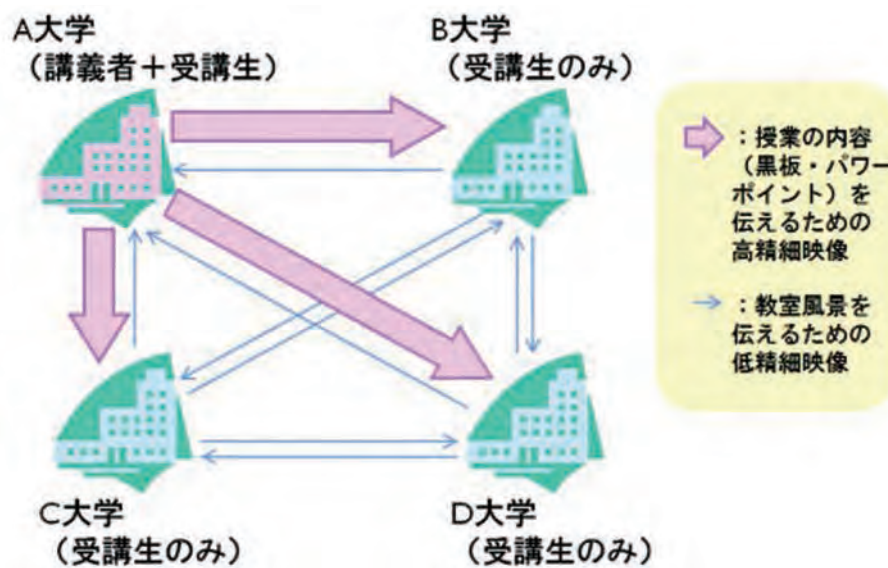 A大学
（講義者＋受講生）
B大学
（受講生のみ）
：授業の内容
（黒板・パワー
ポイント）を
伝えるための
高精細映像
：教室風景を
伝えるための
低精細映像
C大学
（受講生のみ）
D大学
（受講生のみ）